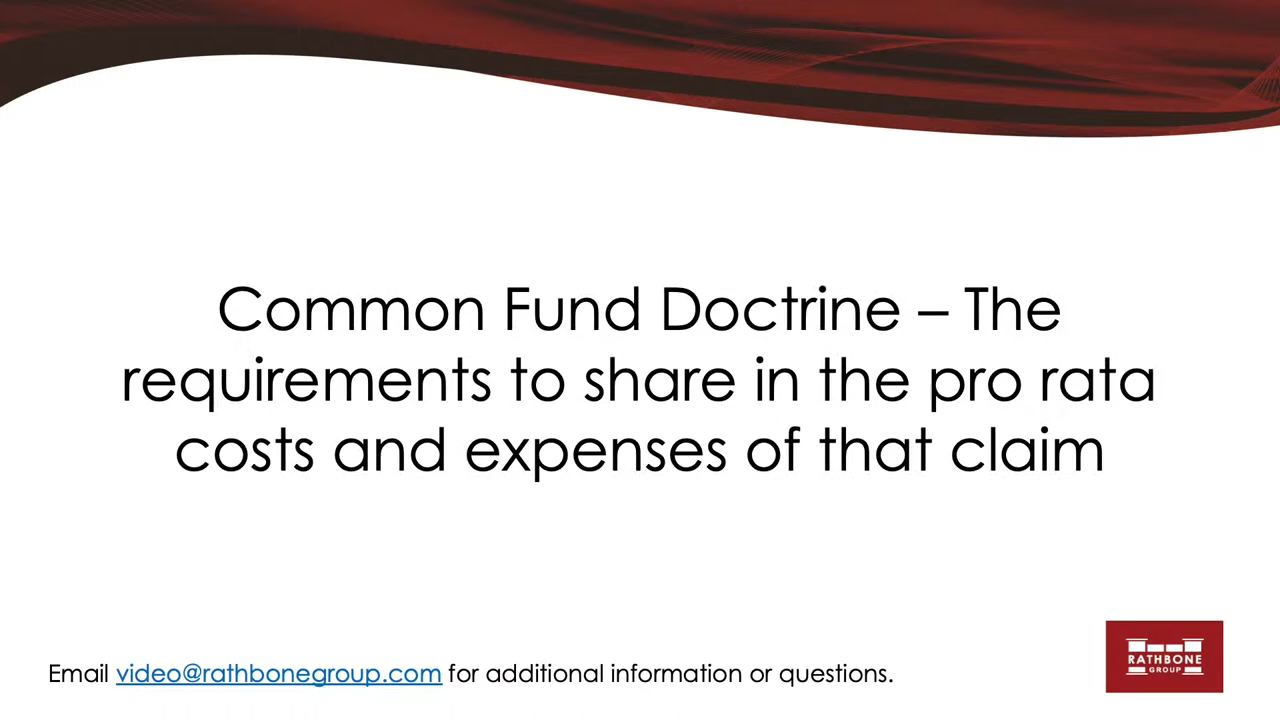 Common Fund Doctrine – The
requirements to share in the pro rata
costs and expenses of that claim
Email video@rathbonegroup.com for additional information or questions.
RATHBONE
GROUP